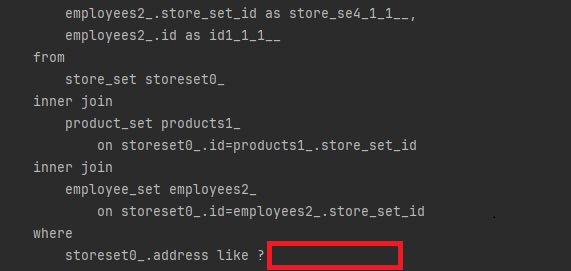 employees2_.store_set_id as store_se4_1_1__,
employees2_.id as id1_1_1__
from
store_set storeset0_
inner join
product_set products1_
on storeset0_.id=products1_.store_set_id
inner join
employee_set employees2_
on storeset0_.id=employees2_.store_set_id
where
storeset0_.address like ?